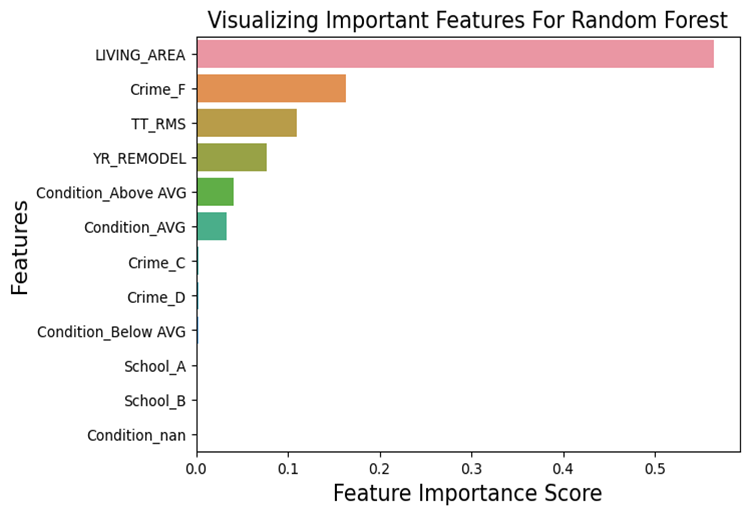 Visualizing Important Features For Random Forest
LIVING_AREA
Crime_F
TT_RMS
YR_REMODEL
Condition_Above AVG
Condition_AVG
Crime_C
Crime_D
Condition_Below AVG
School_A
School_B
Condition_nan
Features
0.0 0.1 0.2 0.3 0.4 0.5
Feature Importance Score